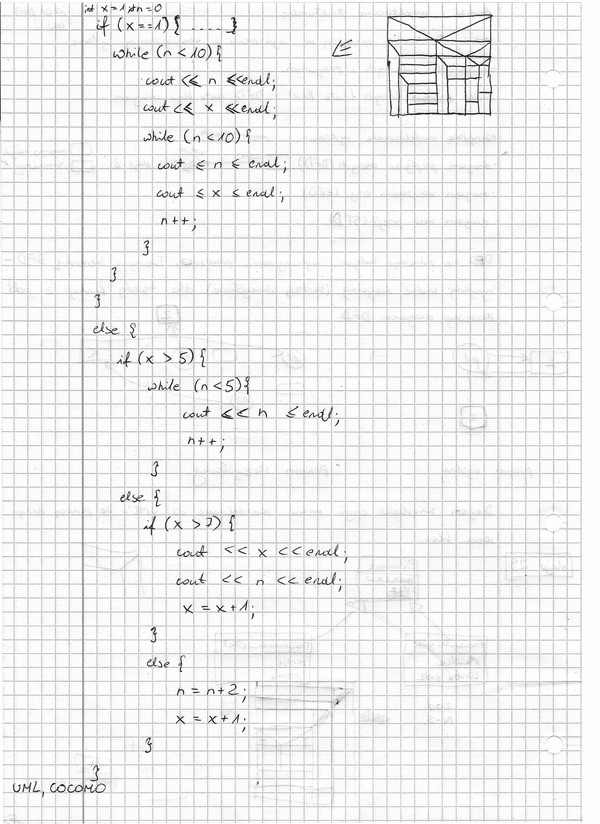 int x = 1; n = 0
if (x == 1) { ...... }
while (n < 10) {
cout << n << endl;
cout << x << endl;
while (n < 10) {
cout ≤ n ≤ endl;
cout ≤ x ≤ endl;
n++;
}
}
}
else {
if (x > 5) {
while (n < 5) {
cout << n ≤ endl;
n++;
}
else {
if (x > 7) {
cout << x << endl;
cout << n << endl;
x = x + 1;
}
else {
n = n + 2;
x = x + 1;
}
}
UML, COCOMO